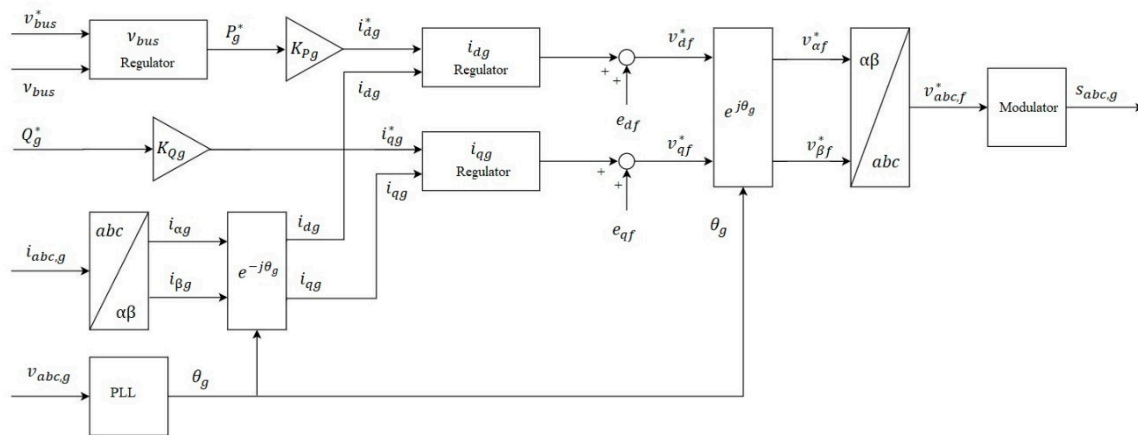 v*bus
vbus
Regulator
P*g
KPg
i*dg
idg
Regulator
+
+
v*df
ejθg
v*αf
αβ
abc
v*abc,f
Modulator
sabc,g
vbus
idg
edf
Q*g
KQg
i*qg
iqg
Regulator
+
+
v*qf
v*βf
iqg
eqf
θg
iabc,g
abc
αβ
iαg
iβg
e−jθg
idg
iqg
vabc,g
PLL
θg